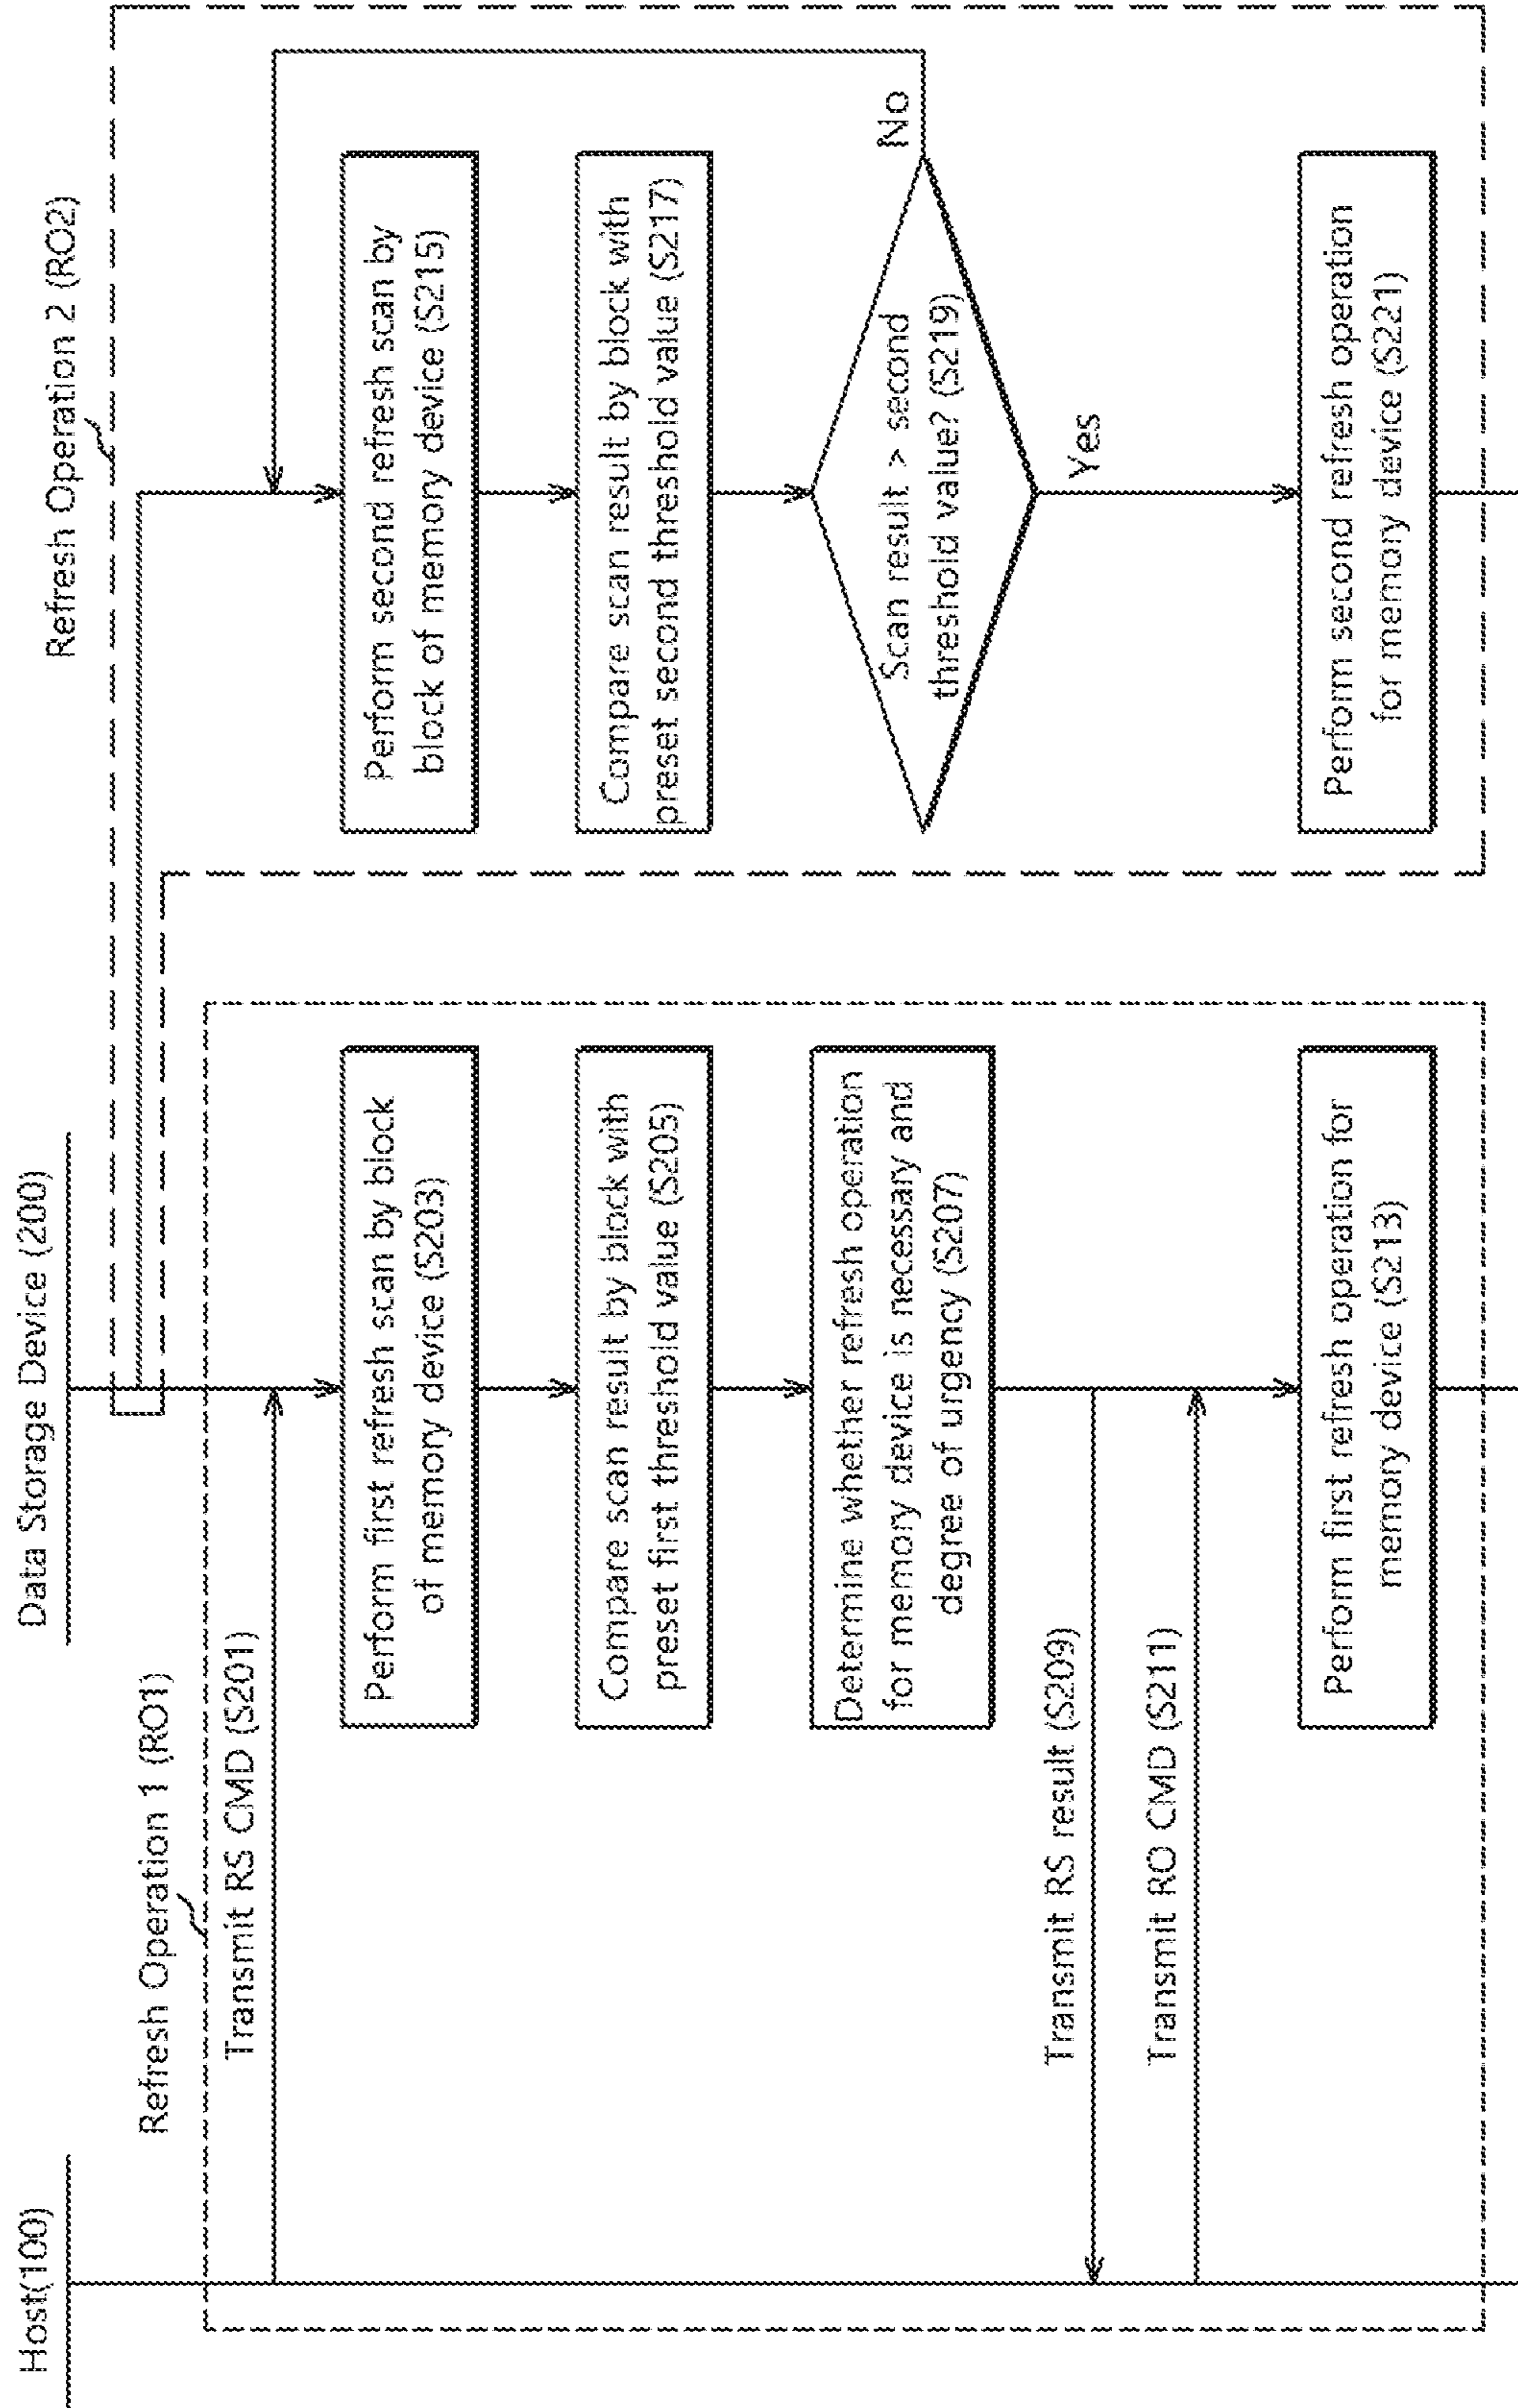 Host(100)
Data Storage Device (200)
Refresh Operation 2 (RO2)
Refresh Operation 1 (RO1)
Transmit RS CMD (S201)
Perform first refresh scan by block
of memory device (S203)
Compare scan result by block with
preset first threshold value (S205)
Determine whether refresh operation
for memory device is necessary and
degree of urgency (S207)
Transmit RS result (S209)
Transmit RO CMD (S211)
Perform first refresh operation for
memory device (S213)
Perform second refresh scan by
block of memory device (S215)
Compare scan result by block with
preset second threshold value (S217)
Scan result > second
threshold value? (S219)
No
Yes
Perform second refresh operation
for memory device (S221)